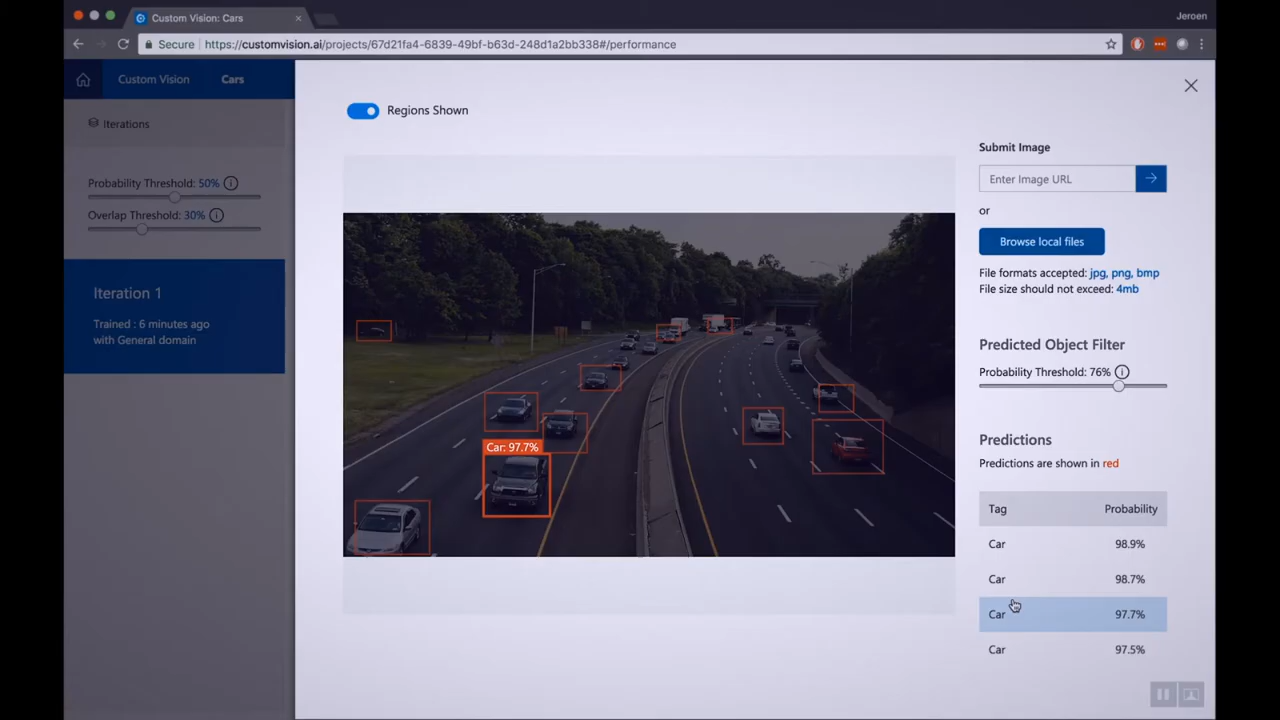 Custom Vision: Cars
Jeroen
Secure
https://customvision.ai/projects/67d21fa4-6839-49bf-b63d-248d1a2bb338#/performance
Custom Vision
Cars
Iterations
Probability Threshold: 50%
Overlap Threshold: 30%
Iteration 1
Trained : 6 minutes ago
with General domain
Regions Shown
Car: 97.7%
Submit Image
Enter Image URL
or
Browse local files
File formats accepted: jpg, png, bmp
File size should not exceed: 4mb
Predicted Object Filter
Probability Threshold: 76%
Predictions
Predictions are shown in red
Tag Probability
Car 98.9%
Car 98.7%
Car 97.7%
Car 97.5%